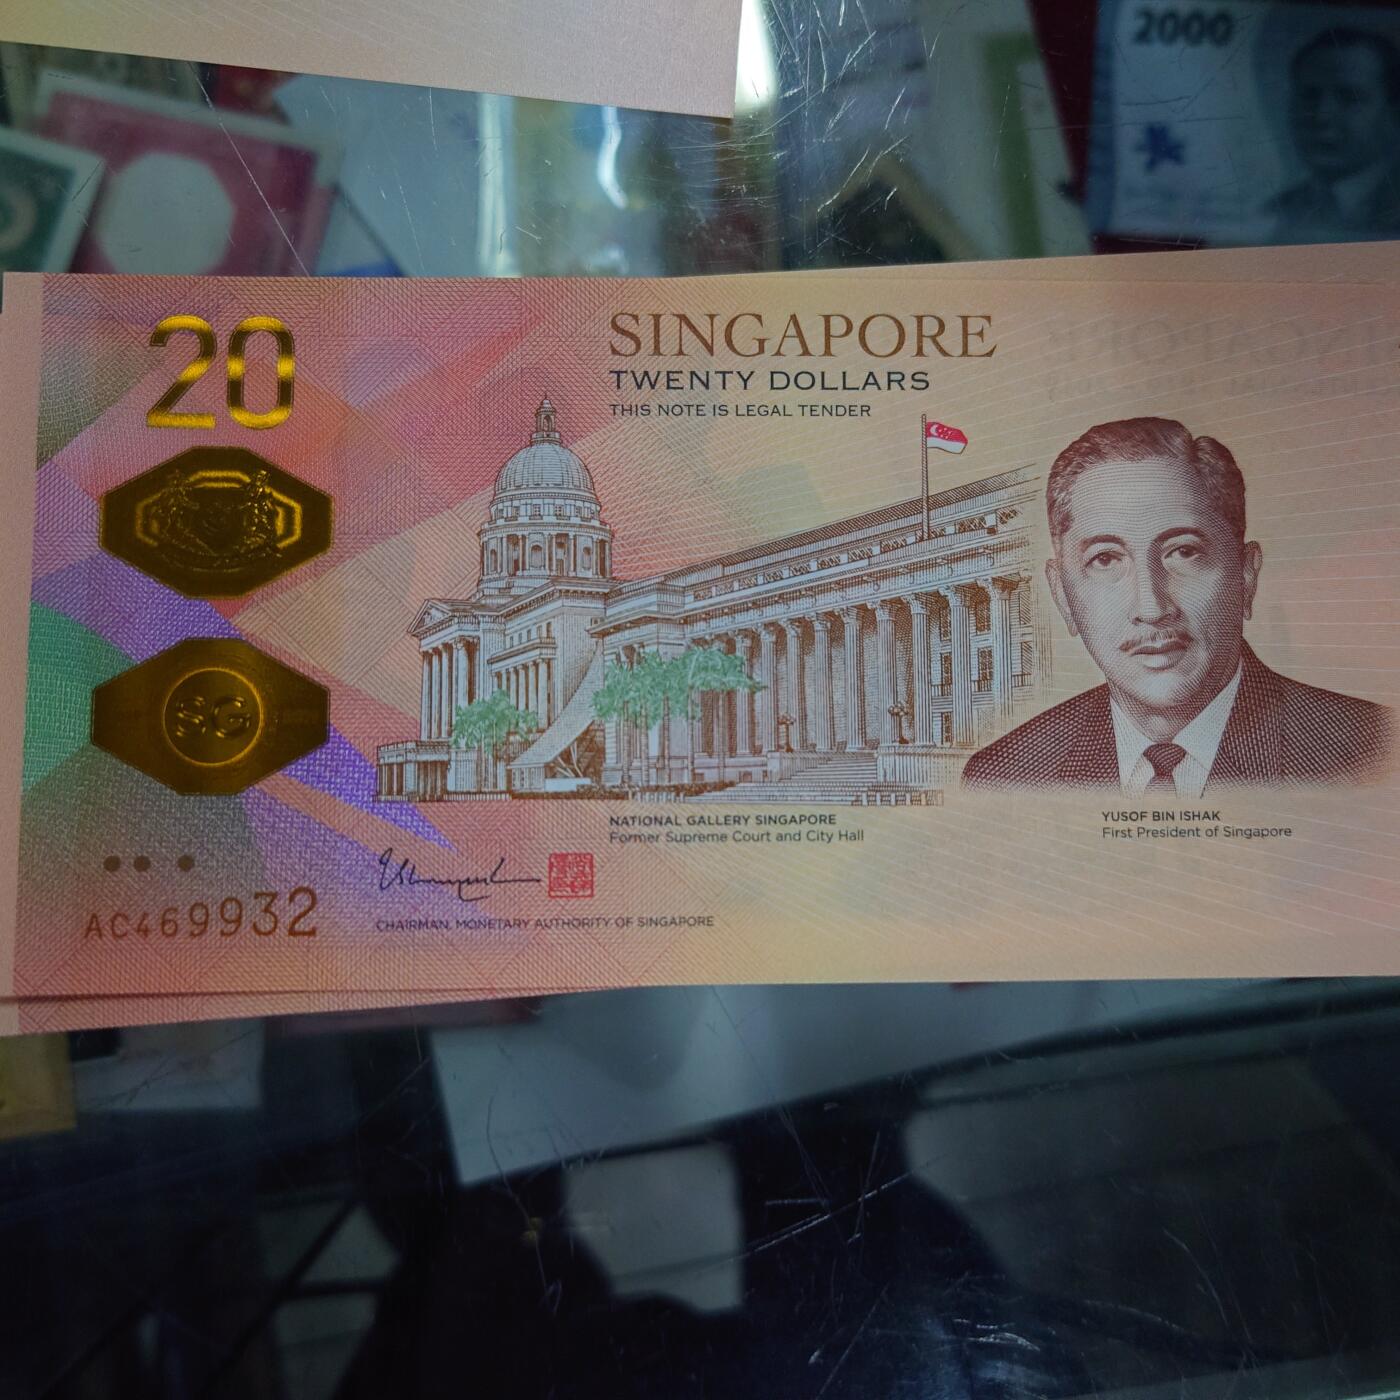 2000
20
SINGAPORE
TWENTY DOLLARS
THIS NOTE IS LEGAL TENDER
SG
NATIONAL GALLERY SINGAPORE
Former Supreme Court and City Hall
YUSOF BIN ISHAK
First President of Singapore
AC469932
CHAIRMAN, MONETARY AUTHORITY OF SINGAPORE